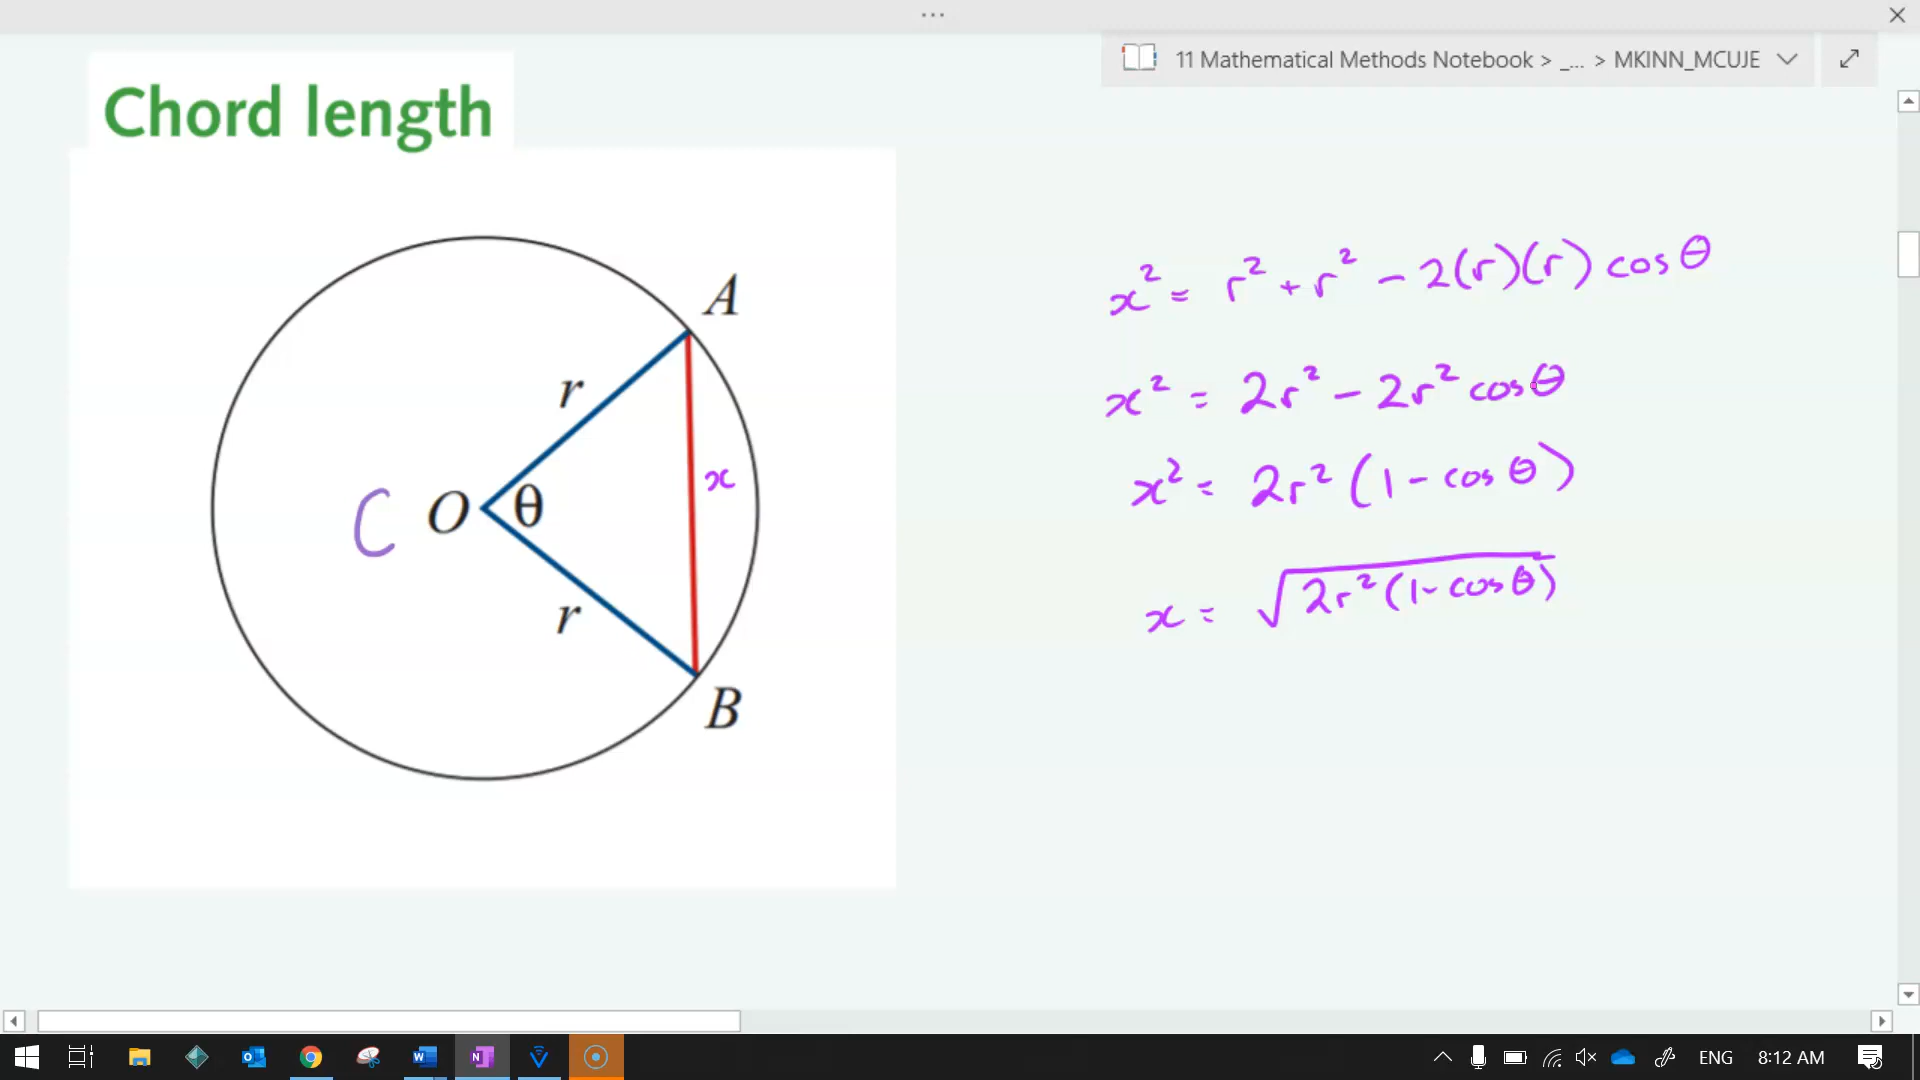 ...
11 Mathematical Methods Notebook > _... > MKINN_MCUJE
Chord length
A
r
x
C O θ
r
B
x² = r² + r² - 2(r)(r) cos θ
x² = 2r² - 2r² cos θ
x² = 2r² (1 - cos θ)
x = √2r²(1 - cos θ)
ENG 8:12 AM